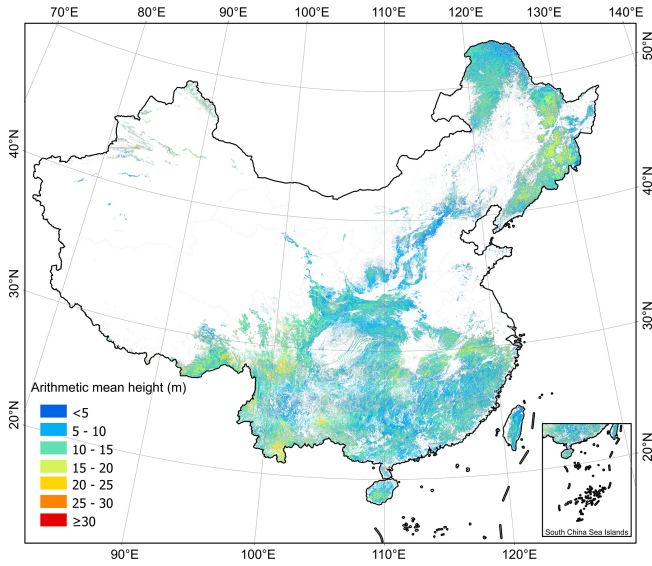 70°E 80°E 90°E 100°E 110°E 120°E 130°E 140°E
50°N
40°N
40°N
30°N
30°N
20°N
20°N
Arithmetic mean height (m)
<5
5 - 10
10 - 15
15 - 20
20 - 25
25 - 30
≥30
South China Sea Islands
90°E 100°E 110°E 120°E